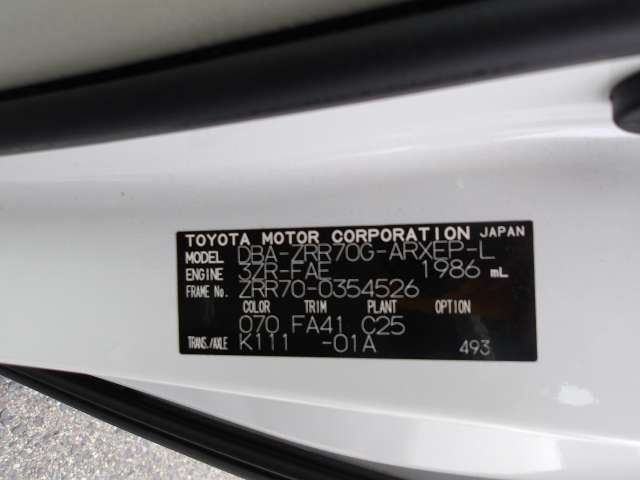 TOYOTA MOTOR CORPORATION JAPAN
MODEL DBA-ZRR70G-ARXEP-L
ENGINE 3ZR-FAE 1986 mL
FRAME No. ZRR70-0354526
COLOR TRIM PLANT OPTION
070 FA41 C25
TRANS./AXLE K111 -01A 493